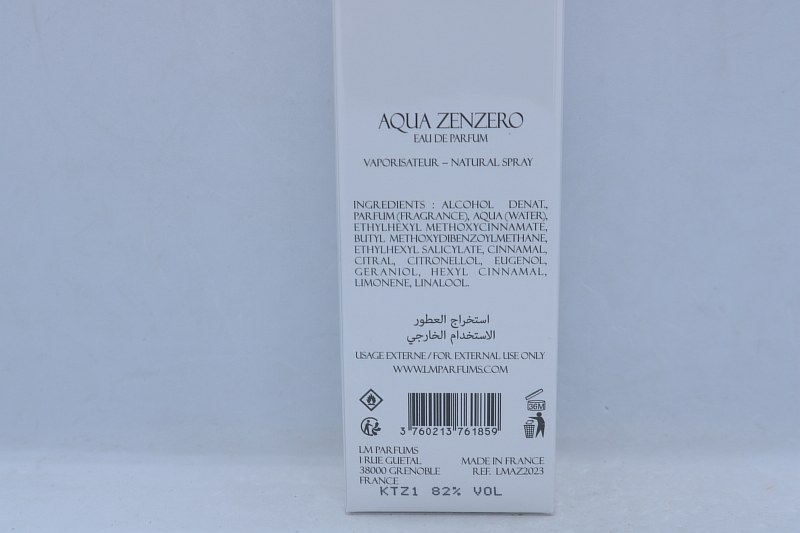 AQUA ZENZERO
EAU DE PARFUM
VAPORISATEUR – NATURAL SPRAY
INGREDIENTS : ALCOHOL DENAT.,
PARFUM (FRAGRANCE), AQUA (WATER),
ETHYLHEXYL METHOXYCINNAMATE,
BUTYL METHOXYDIBENZOYLMETHANE,
ETHYLHEXYL SALICYLATE, CINNAMAL,
CITRAL, CITRONELLOL, EUGENOL,
GERANIOL, HEXYL CINNAMAL,
LIMONENE, LINALOOL.
استخراج العطور
الاستخدام الخارجي
USAGE EXTERNE / FOR EXTERNAL USE ONLY
WWW.LMPARFUMS.COM
36M
3 760213 761859
LM PARFUMS
1 RUE GUETAL
38000 GRENOBLE
FRANCE
MADE IN FRANCE
REF. LMAZ2023
KTZ1 82% VOL